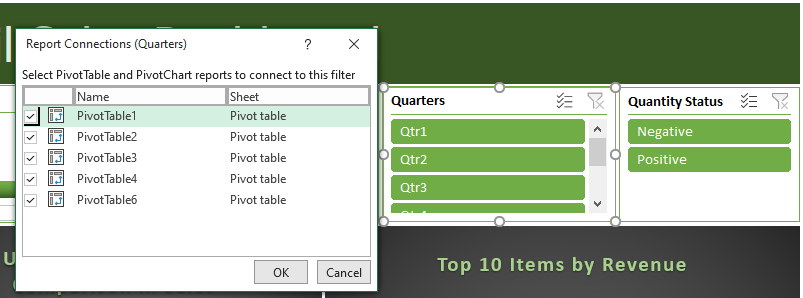 Report Connections (Quarters)
?
Select PivotTable and PivotChart reports to connect to this filter
Name Sheet
PivotTable1 Pivot table
PivotTable2 Pivot table
PivotTable3 Pivot table
PivotTable4 Pivot table
PivotTable6 Pivot table
OK Cancel
Quarters
Qtr1
Qtr2
Qtr3
Quantity Status
Negative
Positive
Top 10 Items by Revenue